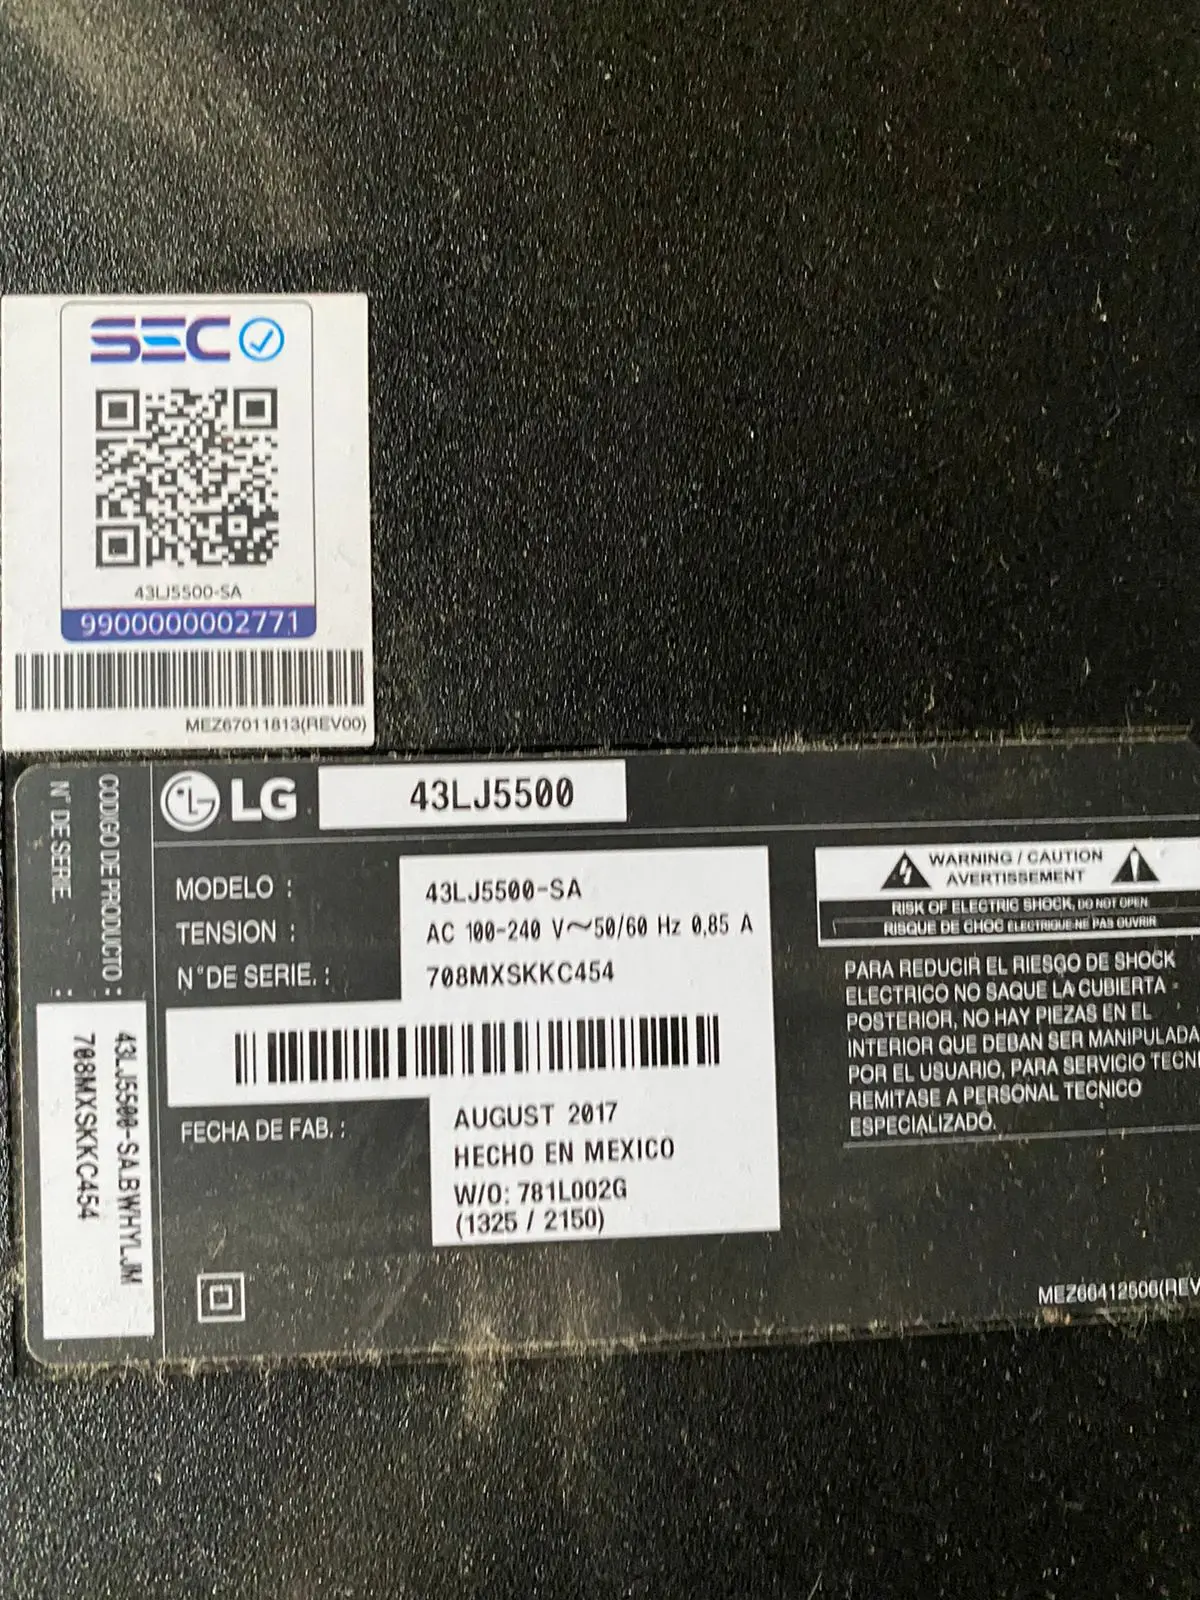 SEC
43LJ5500-SA
9900000002771
MEZ67011813(REV00)
LG
43LJ5500
MODELO :
43LJ5500-SA
TENSION :
AC 100-240 V~50/60 Hz 0,85 A
N°DE SERIE. :
708MXSKKC454
FECHA DE FAB. :
AUGUST 2017
HECHO EN MEXICO
W/O: 781L002G
(1325 / 2150)
CODIGO DE PRODUCTO :
43LJ5500-SA.BWHYLJM
N° DE SERIE. :
708MXSKKC454
WARNING / CAUTION
AVERTISSEMENT
RISK OF ELECTRIC SHOCK, DO NOT OPEN.
RISQUE DE CHOC ELECTRIQUE-NE PAS OUVRIR.
PARA REDUCIR EL RIESGO DE SHOCK
ELECTRICO NO SAQUE LA CUBIERTA
POSTERIOR, NO HAY PIEZAS EN EL
INTERIOR QUE DEBAN SER MANIPULADA
POR EL USUARIO, PARA SERVICIO TECN
REMITASE A PERSONAL TECNICO
ESPECIALIZADO.
MEZ66412506(REV